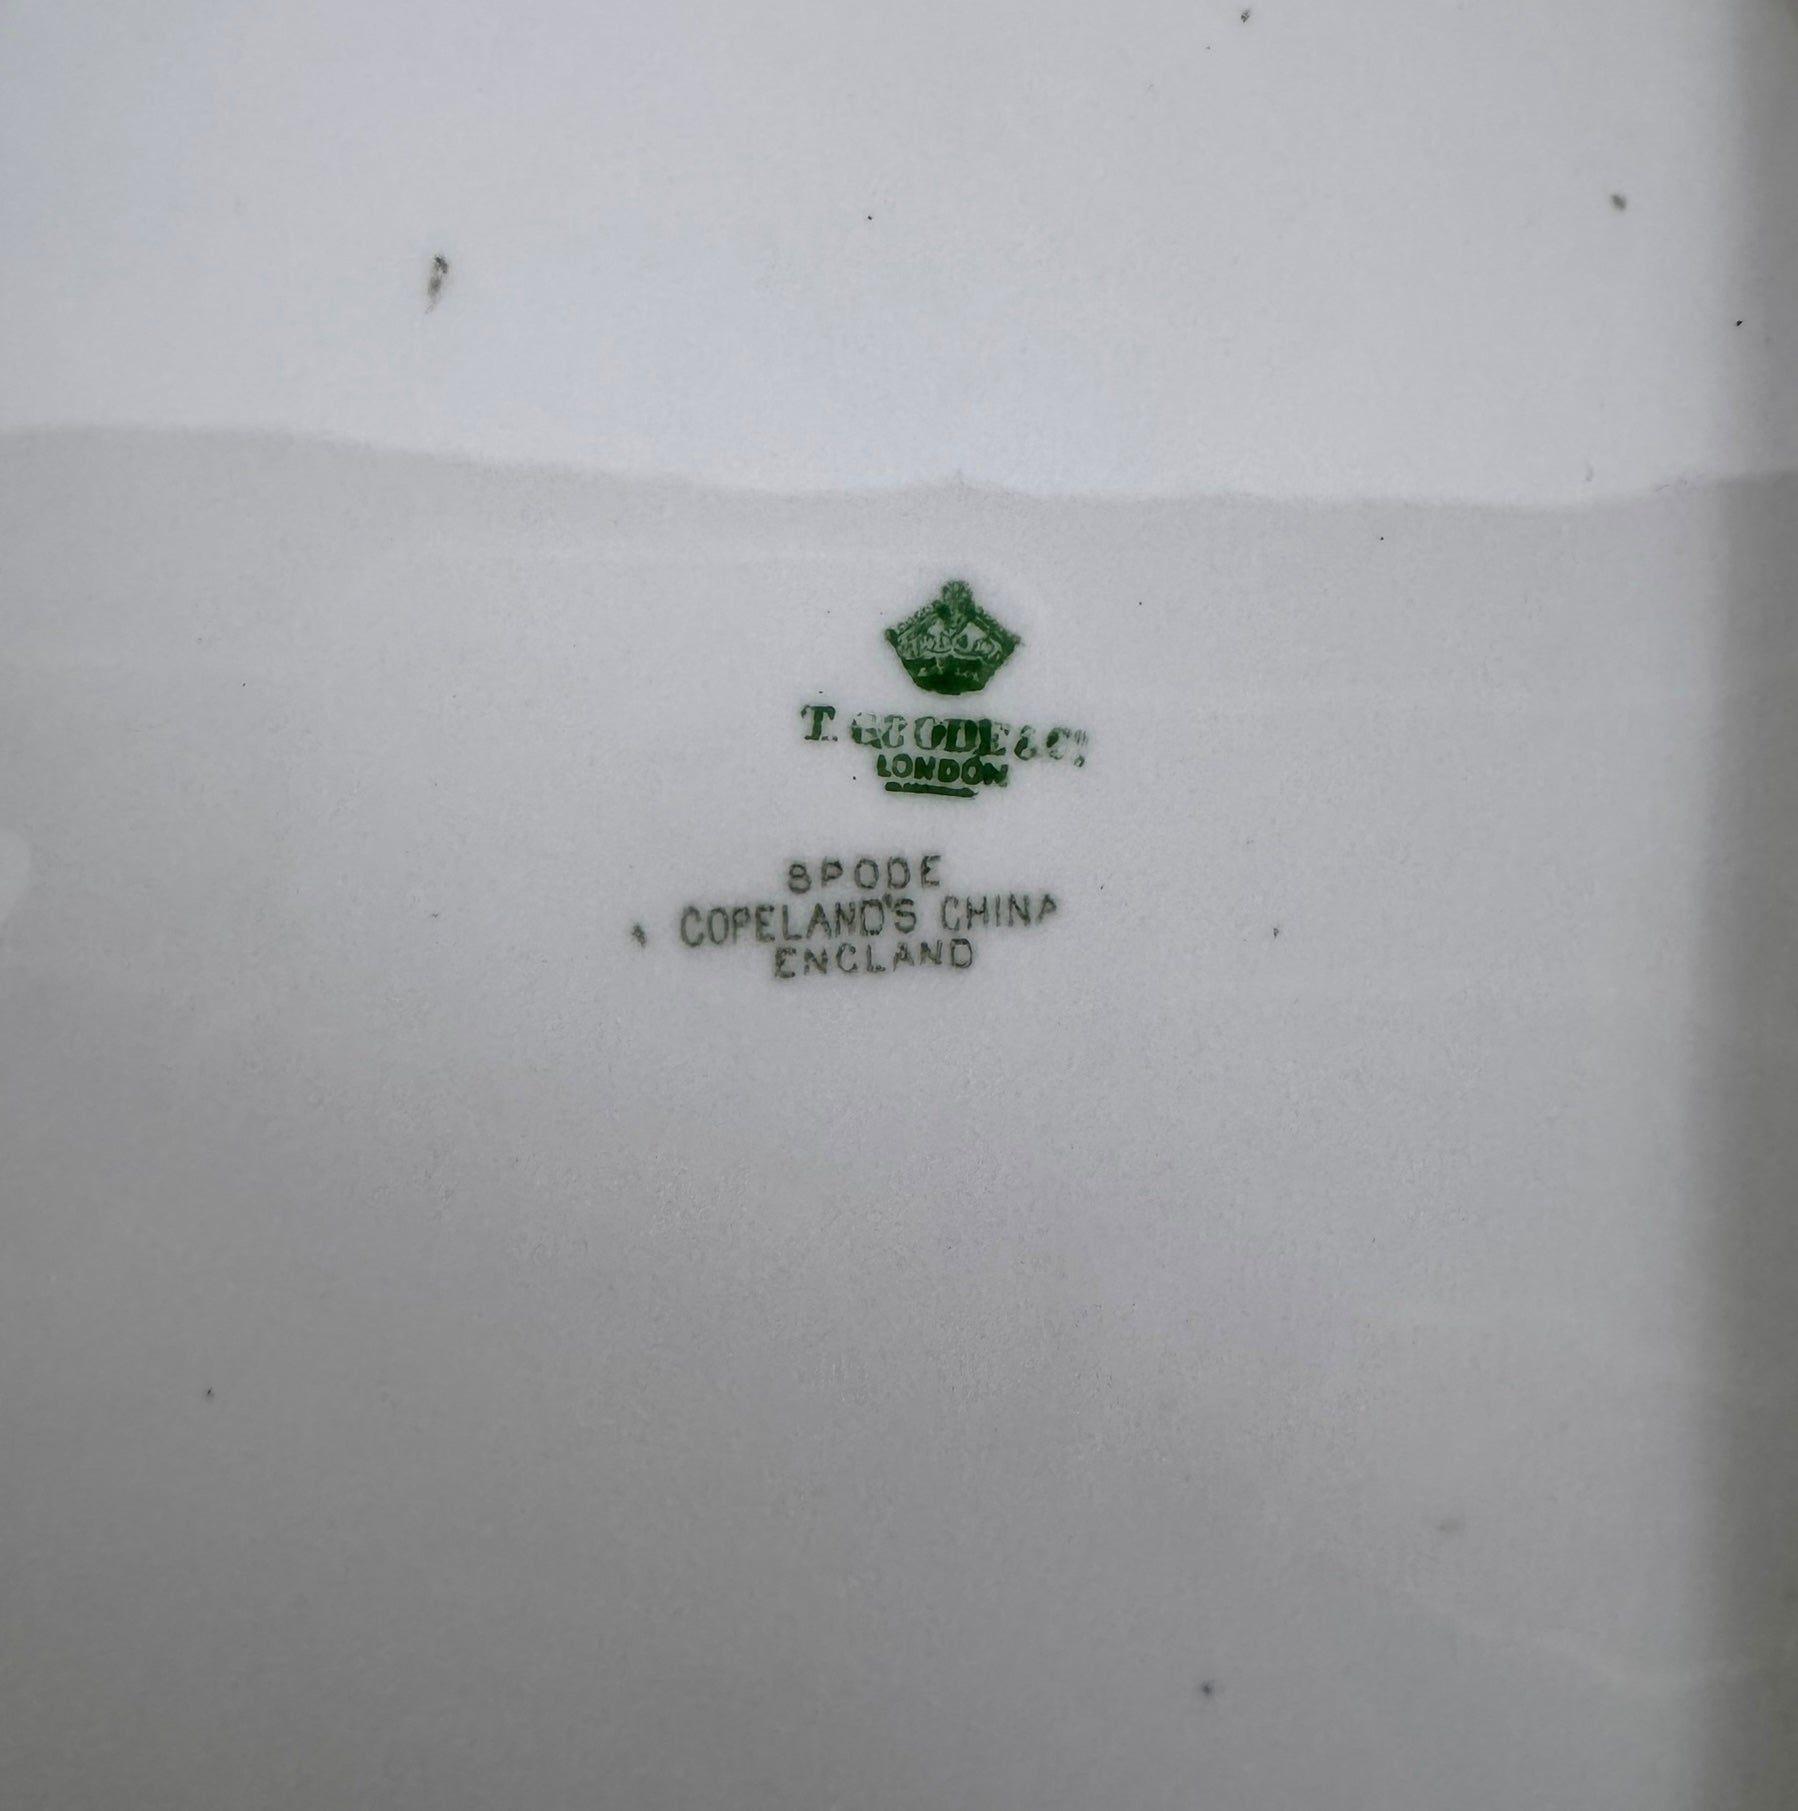 T. GOODE & Co.
LONDON
SPODE
COPELAND'S CHINA
ENGLAND